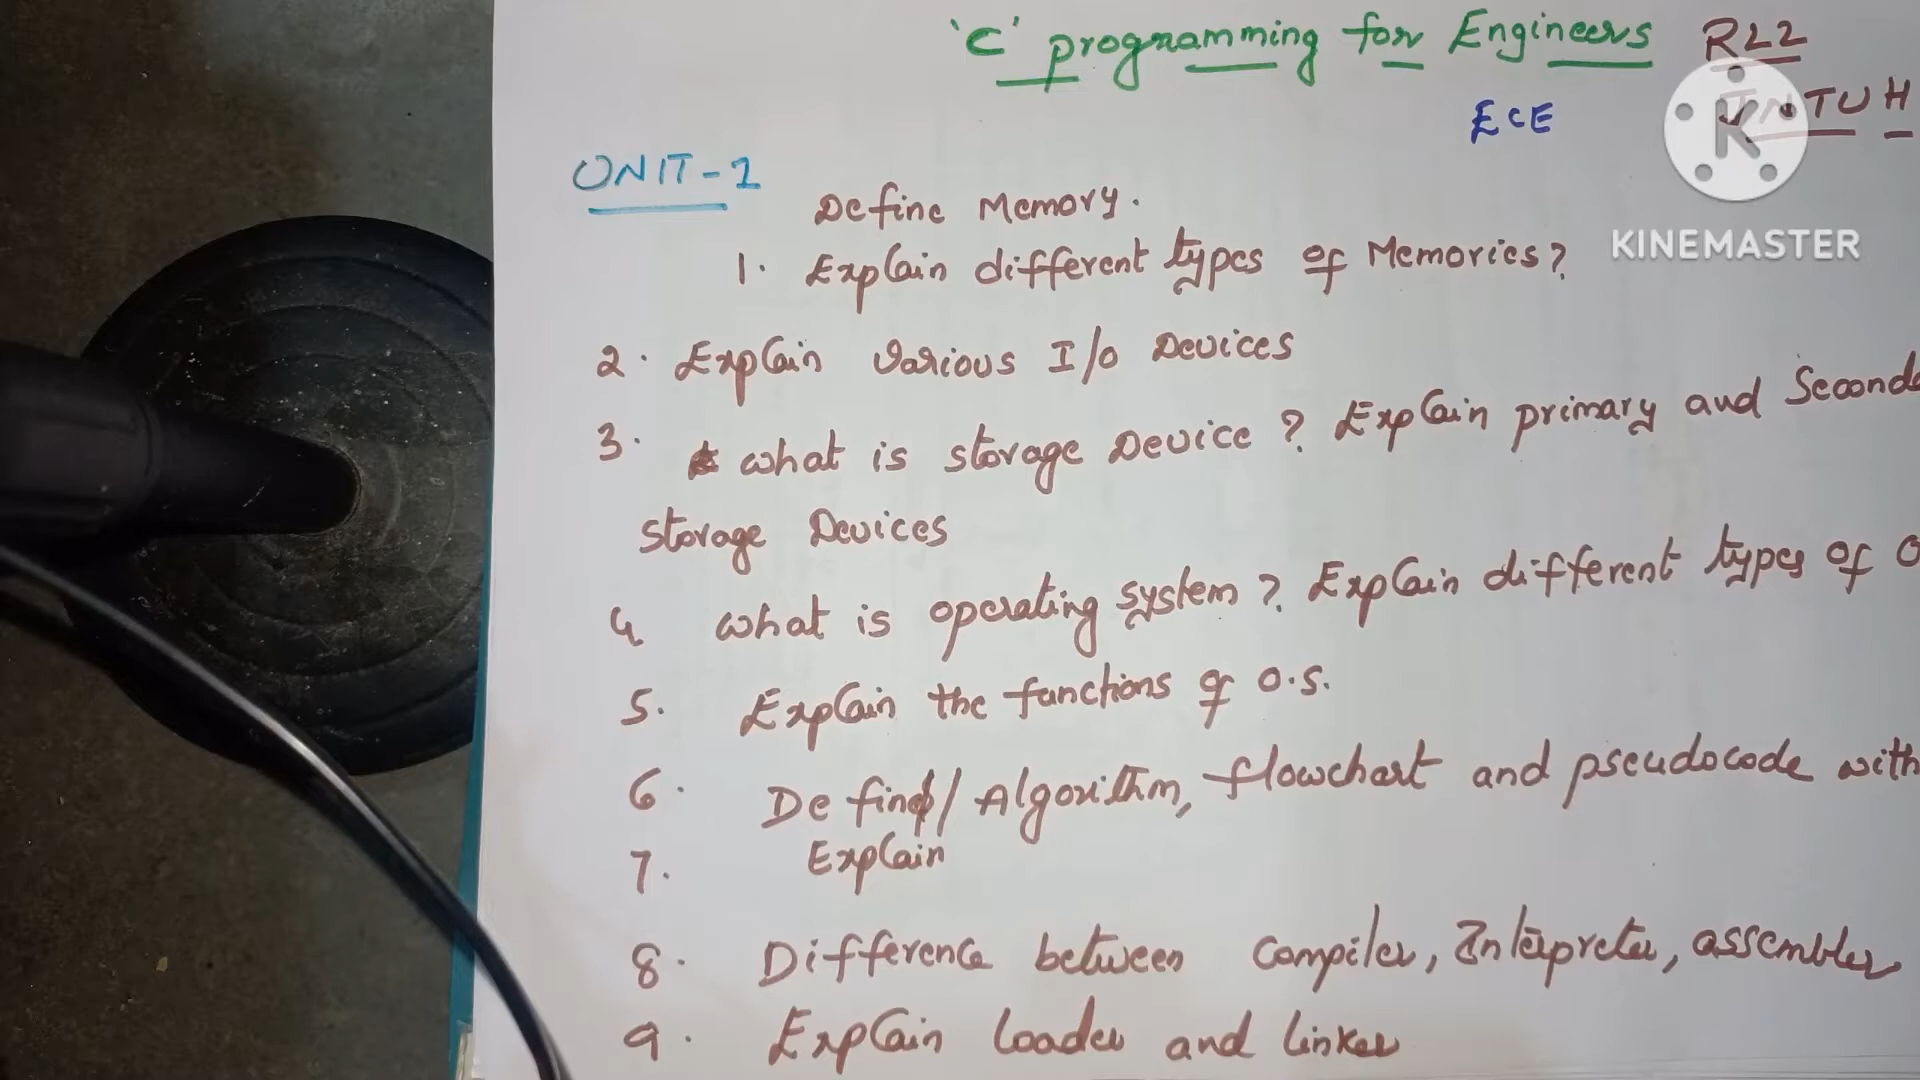 'C' programming for Engineers R22
JNTUH
ECE
KINEMASTER
UNIT-1
Define Memory.
1. Explain different types of Memories?
2. Explain various I/o Devices
3. What is storage Device? Explain primary and Seconda
storage Devices
4 What is operating system? Explain different types of O
5. Explain the functions of O.S.
6. Define/ Algorithm, flowchart and pseudocode with
7. Explain
8. Difference between Compiler, Interpreter, assembler
9. Explain loader and linker